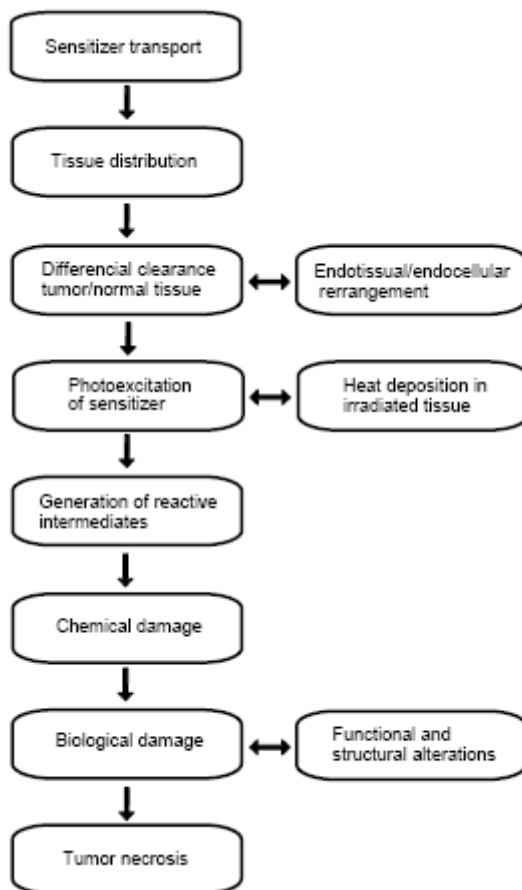 Sensitizer transport
Tissue distribution
Differencial clearance
tumor/normal tissue
Endotissual/endocellular
rerrangement
Photoexcitation
of sensitizer
Heat deposition in
irradiated tissue
Generation of reactive
intermediates
Chemical damage
Biological damage
Functional and
structural alterations
Tumor necrosis